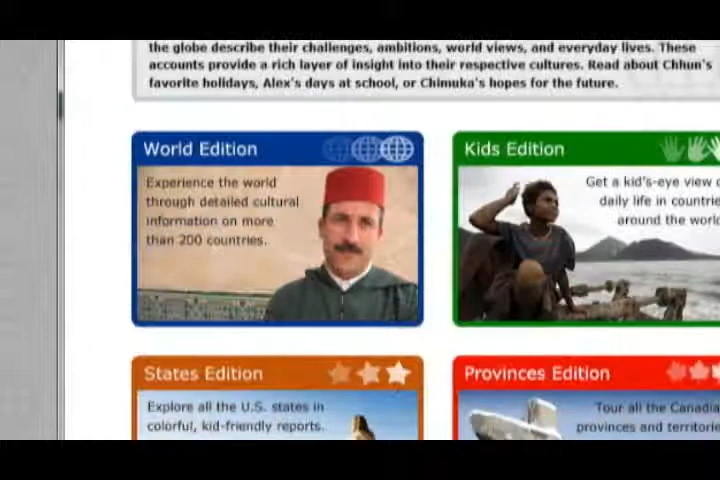 the globe describe their challenges, ambitions, world views, and everyday lives. These
accounts provide a rich layer of insight into their respective cultures. Read about Chhun's
favorite holidays, Alex's days at school, or Chimuka's hopes for the future.
World Edition
Experience the world
through detailed cultural
information on more
than 200 countries.
Kids Edition
Get a kid's-eye view
daily life in
around the
States Edition
Explore all the U.S. states in
colorful, kid-friendly reports.
Provinces Edition
Tour all the
provinces and